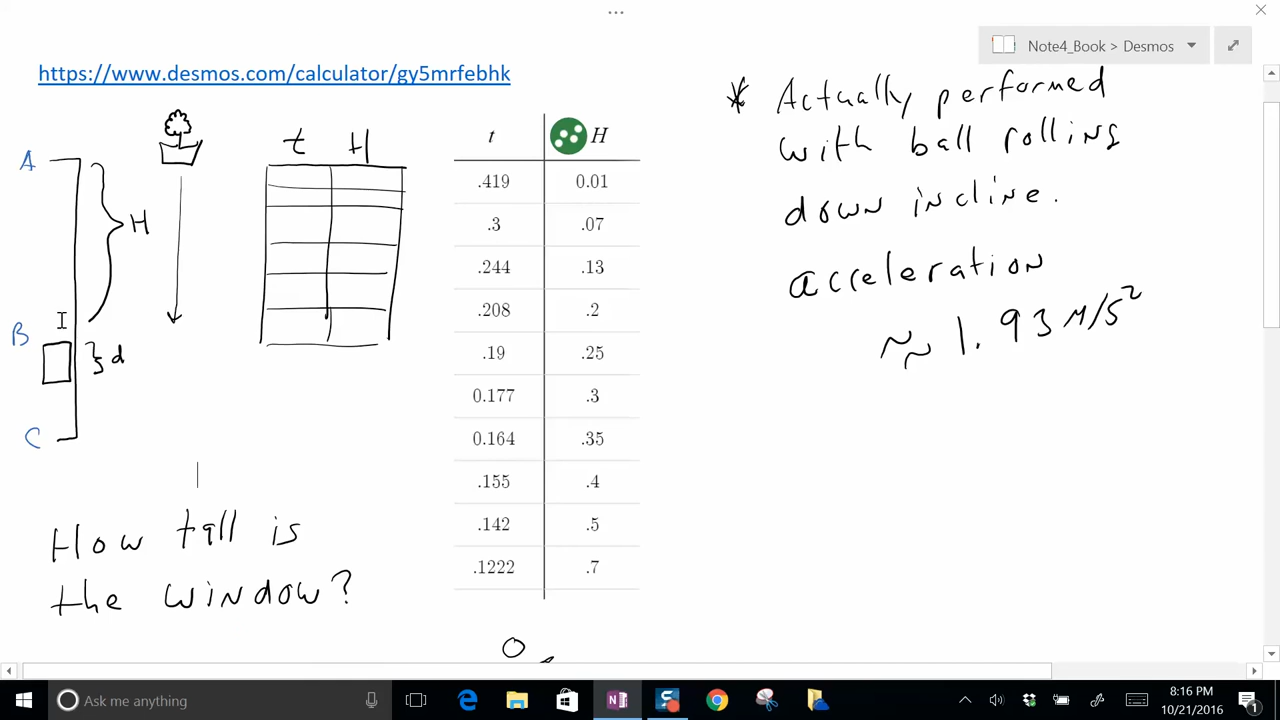 ...
Note4_Book > Desmos
https://www.desmos.com/calculator/gy5mrfebhk
A
H
B
d
C
t H
t H
.419 0.01
.3 .07
.244 .13
.208 .2
.19 .25
0.177 .3
0.164 .35
.155 .4
.142 .5
.1222 .7
* Actually performed
with ball rolling
down incline.
acceleration
≈ 1.93 M/S²
How tall is
the window?
Ask me anything
8:16 PM
10/21/2016
1